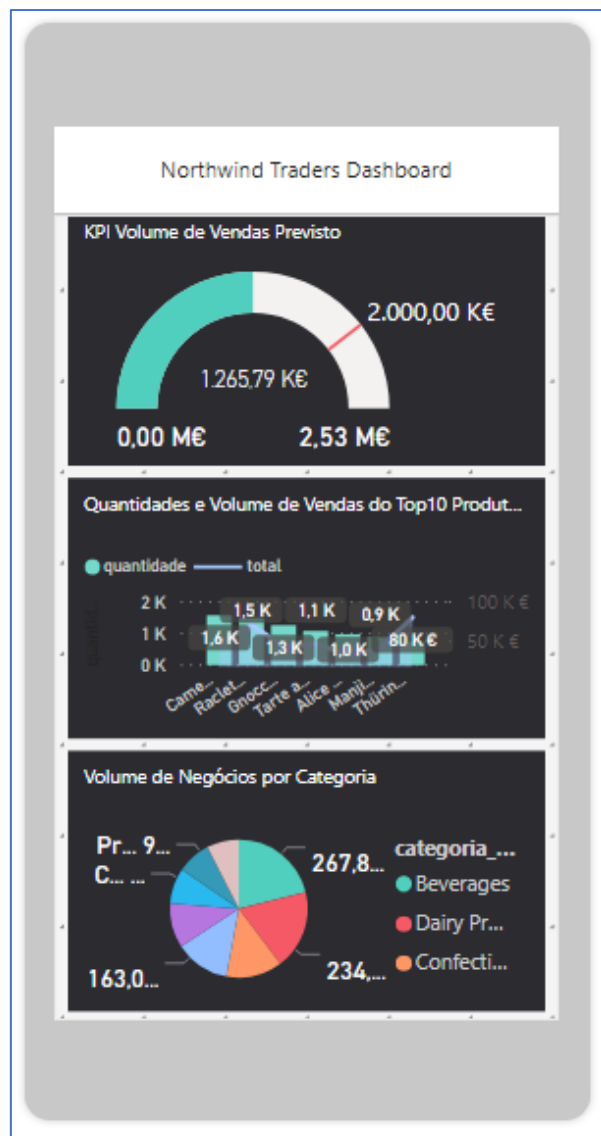 Northwind Traders Dashboard
KPI Volume de Vendas Previsto
2.000,00 K€
1.265,79 K€
0,00 M€ 2,53 M€
Quantidades e Volume de Vendas do Top10 Produt...
quantidade total
2 K 100 K €
1,5 K 1,1 K 0,9 K
1 K 1,6 K 1,3 K 1,0 K 80 K € 50 K €
0 K
quantid...
Came... Raclet... Gnocc... Tarte a... Alice ... Manji... Thürin...
Volume de Negócios por Categoria
Pr... 9... 267,8... categoria_...
C... ... Beverages
Dairy Pr...
163,0... 234,... Confecti...